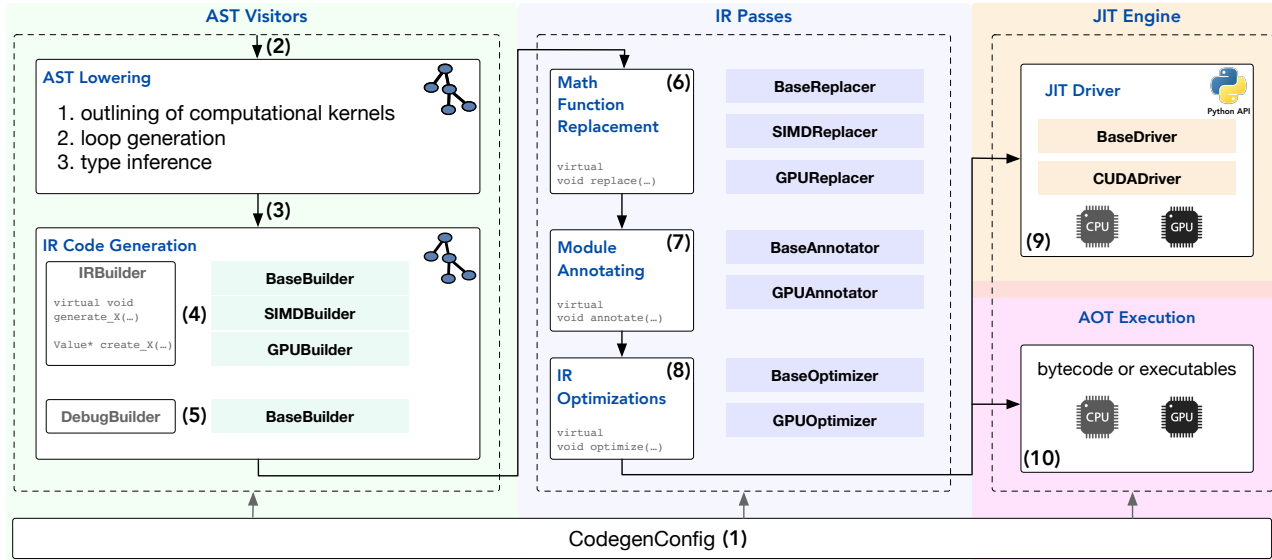 AST Visitors
(2)
AST Lowering
1. outlining of computational kernels
2. loop generation
3. type inference
(3)
IR Code Generation
IRBuilder
virtual void
generate_X(…)
Value* create_X(…)
(4)
BaseBuilder
SIMDBuilder
GPUBuilder
DebugBuilder
(5)
BaseBuilder
IR Passes
Math
Function
Replacement
(6)
virtual
void replace(…)
BaseReplacer
SIMDReplacer
GPUReplacer
Module
Annotating
(7)
virtual
void annotate(…)
BaseAnnotator
GPUAnnotator
IR
Optimizations
(8)
virtual
void optimize(…)
BaseOptimizer
GPUOptimizer
JIT Engine
JIT Driver
Python API
BaseDriver
CUDADriver
CPU
GPU
(9)
AOT Execution
bytecode or executables
CPU
GPU
(10)
CodegenConfig (1)